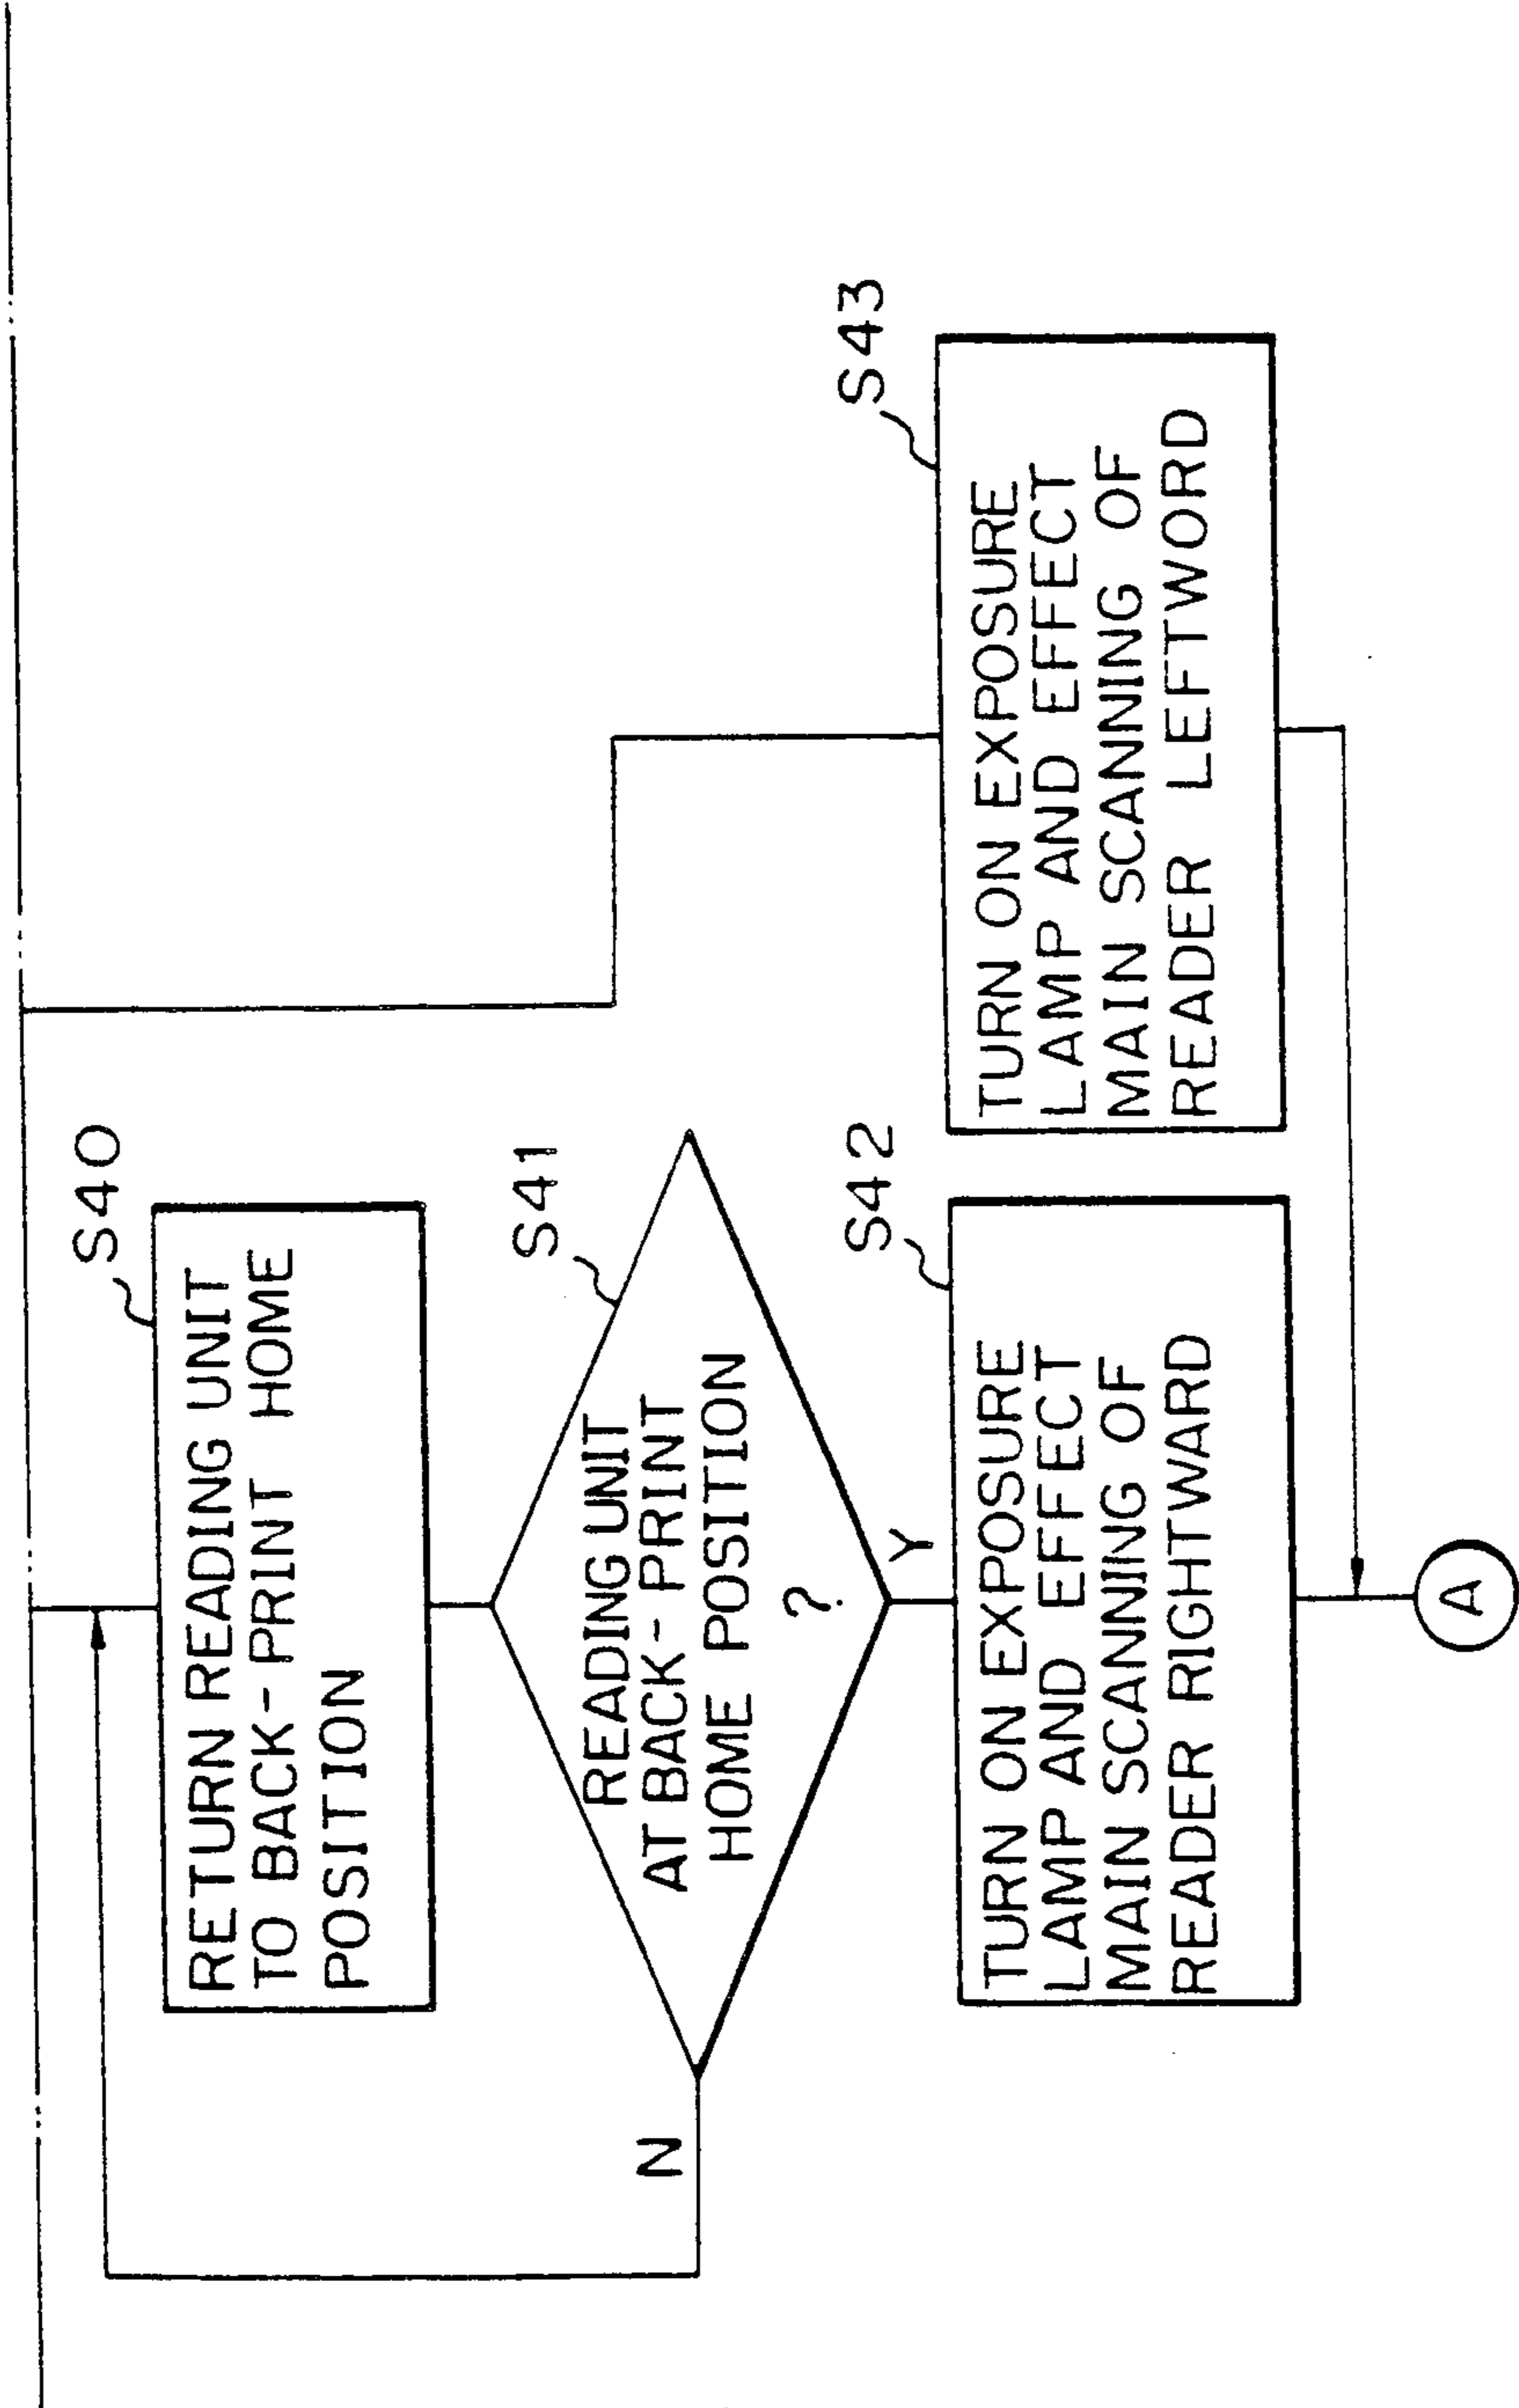 S40
RETURN READING UNIT
TO BACK-PRINT HOME
POSITION
S41
READING UNIT
AT BACK-PRINT
HOME POSITION
?
N
Y
S42
TURN ON EXPOSURE
LAMP AND EFFECT
MAIN SCANNING OF
READER RIGHTWARD
S43
TURN ON EXPOSURE
LAMP AND EFFECT
MAIN SCANNING OF
READER LEFTWORD
A